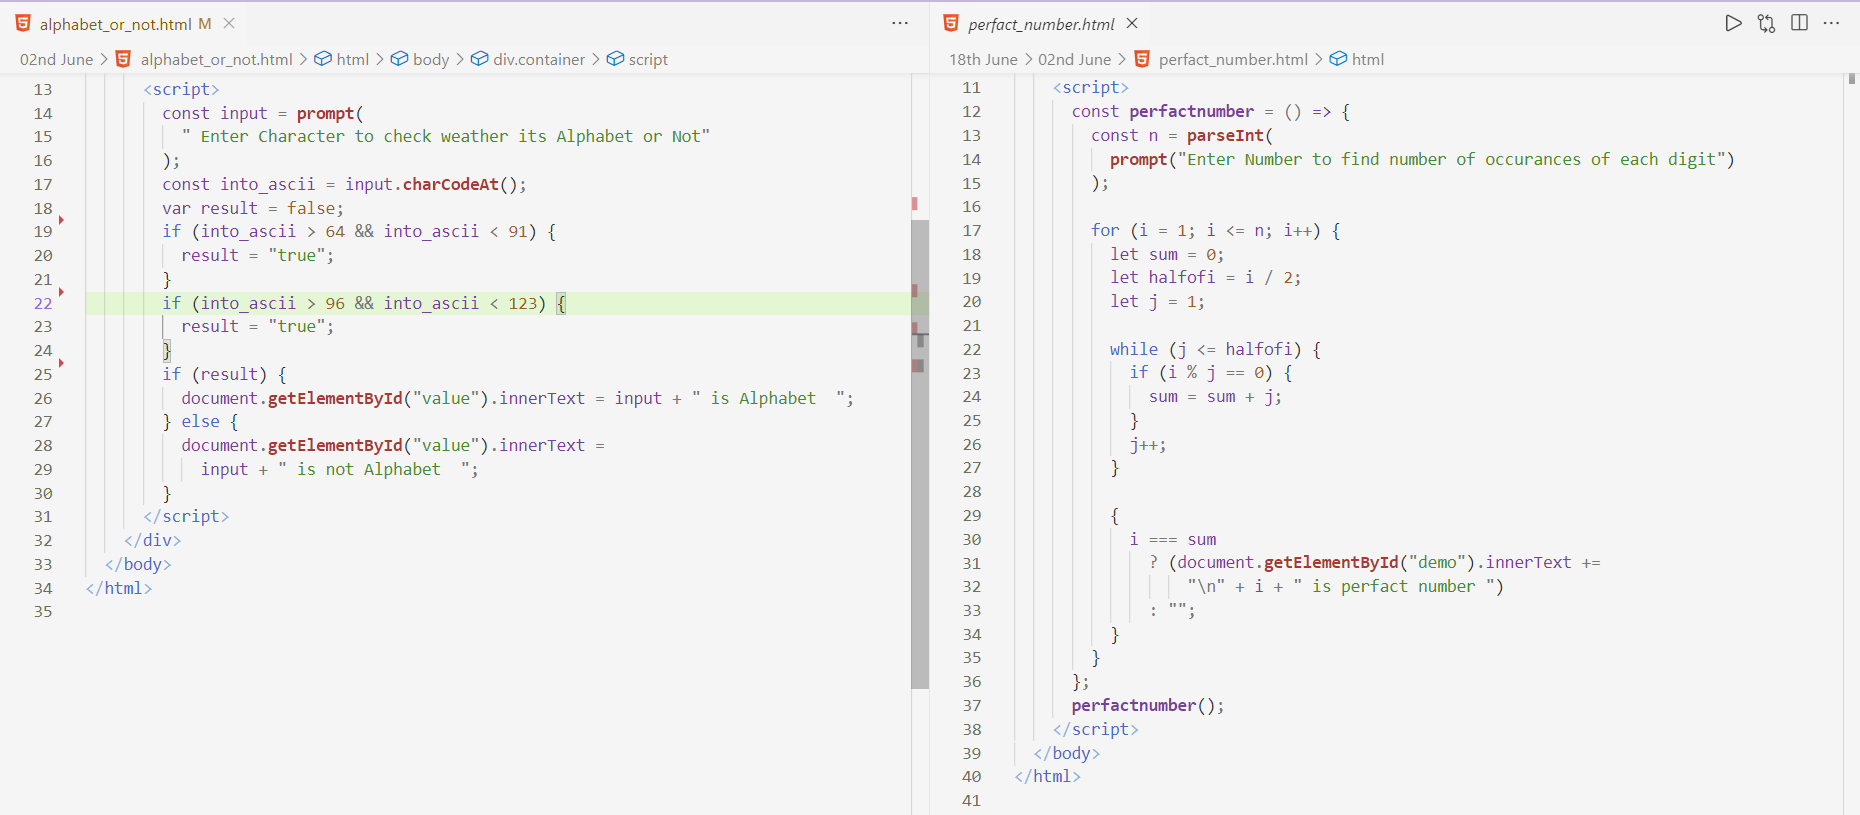 alphabet_or_not.html M
02nd June > alphabet_or_not.html > html > body > div.container > script
13 <script>
14 const input = prompt(
15 " Enter Character to check weather its Alphabet or Not"
16 );
17 const into_ascii = input.charCodeAt();
18 var result = false;
19 if (into_ascii > 64 && into_ascii < 91) {
20 result = "true";
21 }
22 if (into_ascii > 96 && into_ascii < 123) {
23 result = "true";
24 }
25 if (result) {
26 document.getElementById("value").innerText = input + " is Alphabet  ";
27 } else {
28 document.getElementById("value").innerText =
29 input + " is not Alphabet  ";
30 }
31 </script>
32 </div>
33 </body>
34 </html>
35
perfact_number.html
18th June > 02nd June > perfact_number.html > html
11 <script>
12 const perfactnumber = () => {
13 const n = parseInt(
14 prompt("Enter Number to find number of occurances of each digit")
15 );
16
17 for (i = 1; i <= n; i++) {
18 let sum = 0;
19 let halfofi = i / 2;
20 let j = 1;
21
22 while (j <= halfofi) {
23 if (i % j == 0) {
24 sum = sum + j;
25 }
26 j++;
27 }
28
29 {
30 i === sum
31 ? (document.getElementById("demo").innerText +=
32 "\n" + i + " is perfact number ")
33 : "";
34 }
35 }
36 };
37 perfactnumber();
38 </script>
39 </body>
40 </html>
41